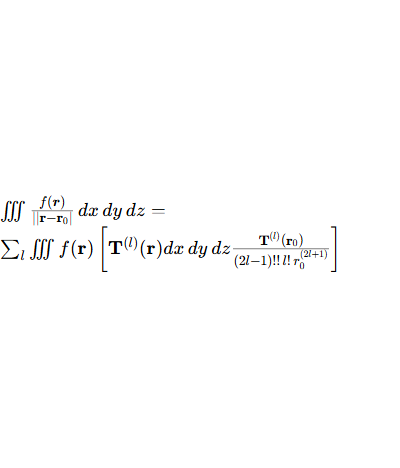 ∭ f(r)/||r−r₀| dx dy dz =
∑ₗ ∭ f(r) [T⁽ˡ⁾(r)dx dy dz T⁽ˡ⁾(r₀)/((2l−1)!! l! r₀⁽²ˡ⁺¹⁾)]